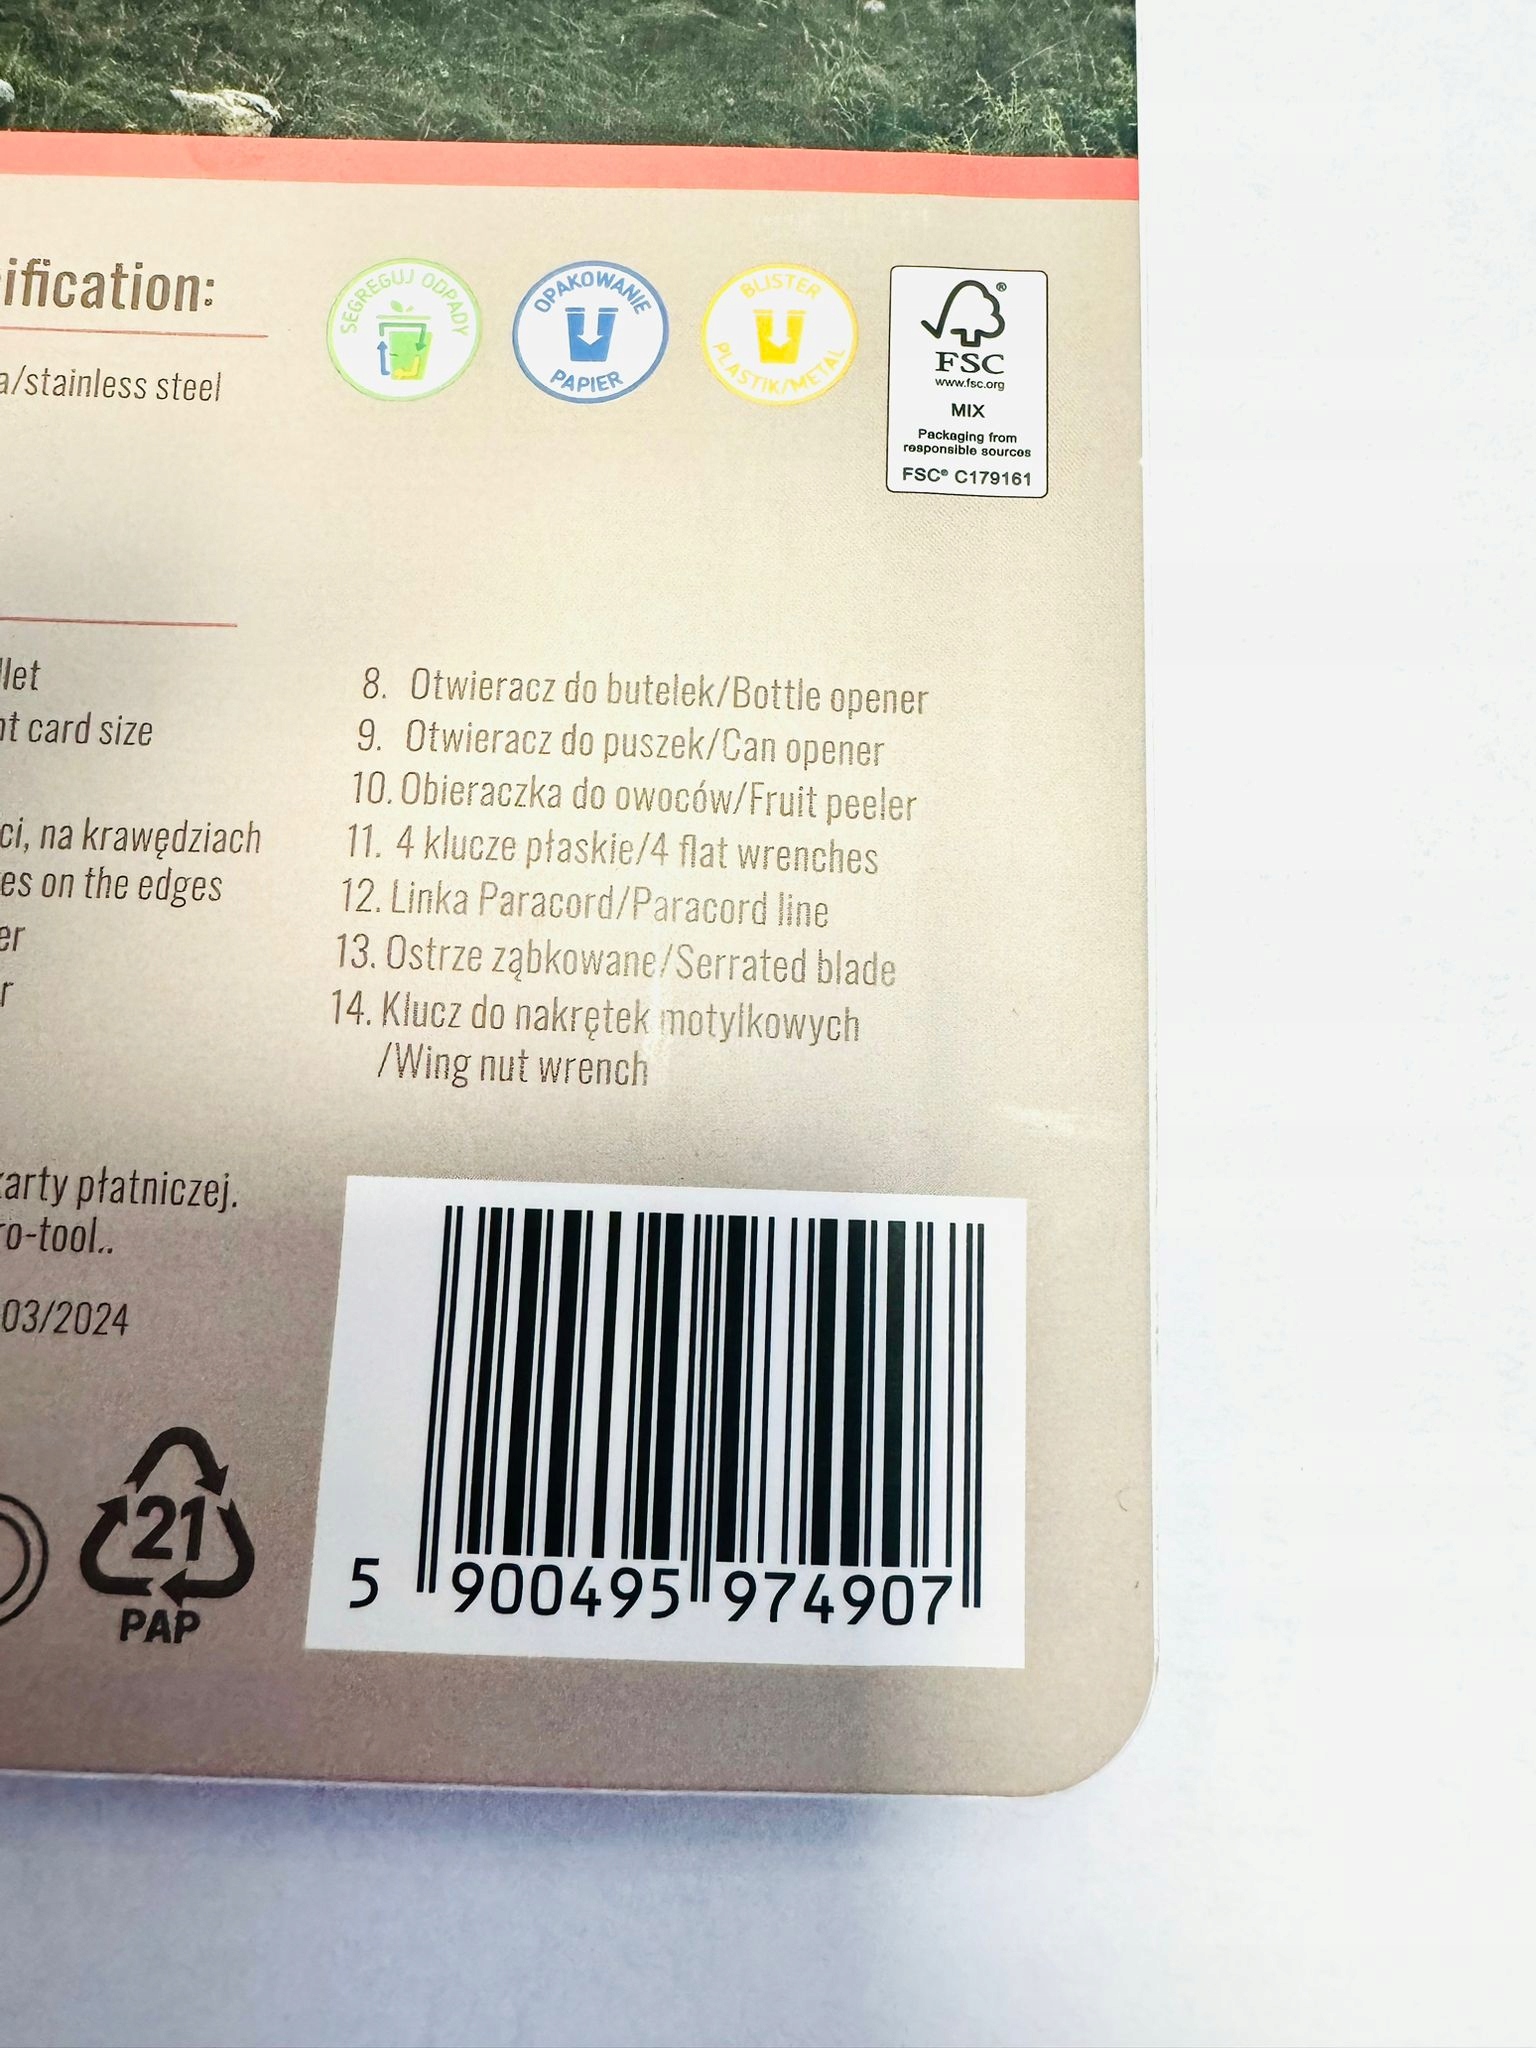 ification:
a/stainless steel
SEGREGUJ ODPADY
OPAKOWANIE
PAPIER
BLISTER
PLASTIK/METAL
®
FSC
www.fsc.org
MIX
Packaging from
responsible sources
FSC® C179161
llet
nt card size
ci, na krawędziach
es on the edges
er
r
8. Otwieracz do butelek/Bottle opener
9. Otwieracz do puszek/Can opener
10. Obieraczka do owoców/Fruit peeler
11. 4 klucze płaskie/4 flat wrenches
12. Linka Paracord/Paracord line
13. Ostrze ząbkowane/Serrated blade
14. Klucz do nakrętek motylkowych
/Wing nut wrench
karty płatniczej.
ro-tool..
03/2024
21
PAP
5 900495 974907